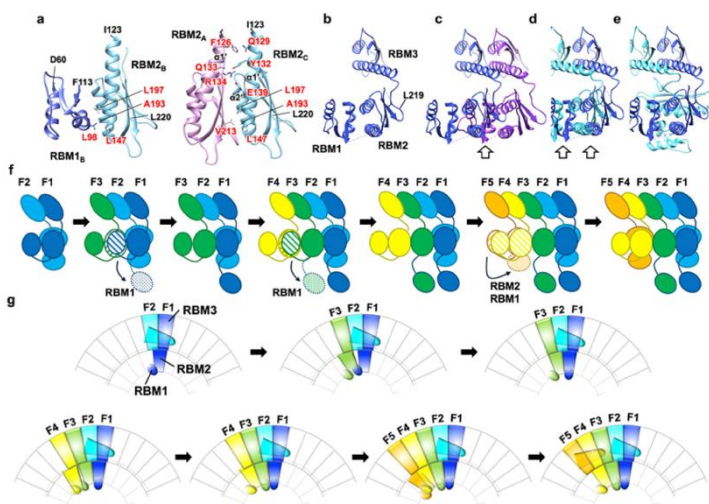 a
b
c
d
e
D60
F113
I123
RBM2B
L197
A193
L220
L147
L98
RBM1B
RBM2A
F126
α1
Q133
R134
V213
I123
Q129
Y132
RBM2C
α1
α2
E139
L197
A193
L220
L147
RBM3
L219
RBM1
RBM2
f
F2 F1
F3 F2 F1
RBM1
F3 F2 F1
F4 F3 F2 F1
RBM1
F4 F3 F2 F1
F5 F4 F3 F2 F1
RBM2
RBM1
F5 F4 F3 F2 F1
g
F2 F1
RBM3
RBM2
RBM1
F3 F2 F1
F3 F2 F1
F4 F3 F2 F1
F4 F3 F2 F1
F5 F4 F3 F2 F1
F5 F4 F3 F2 F1